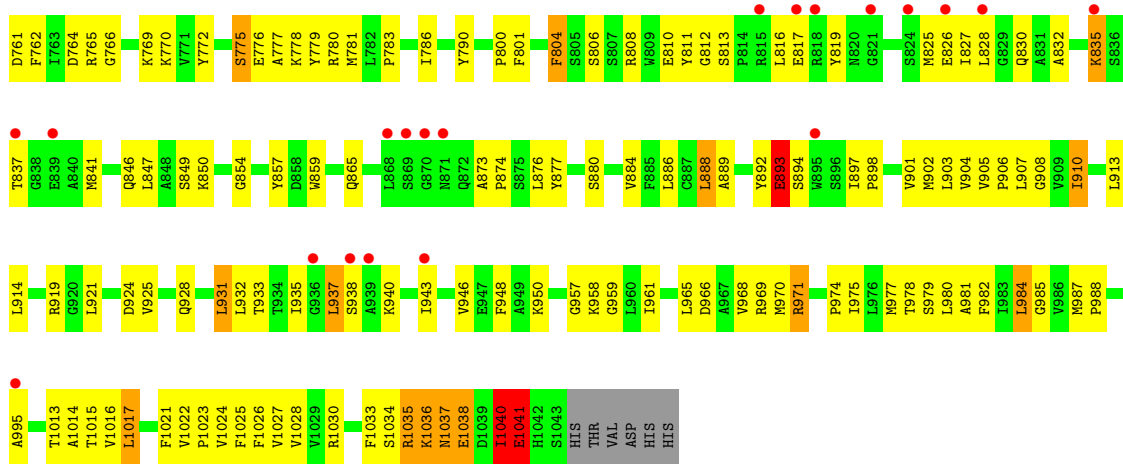 D761 F762 I763 D764 R765 G766 K769 K770 V771 Y772 S775 E776 A777 K778 Y779 R780 M781 L782 P783 I786 Y790 P800 F801 F804 S805 S806 S807 R808 W809 E810 Y811 G812 S813 P814 R815 L816 E817 R818 Y819 N820 G821 S824 M825 E826 I827 L828 G829 Q830 A831 A832 K835 S836
T837 G838 E839 A840 M841 Q846 L847 A848 S849 K850 G854 Y857 D858 W859 Q865 L868 S869 G870 N871 Q872 A873 P874 S875 L876 Y877 S880 V884 F885 L886 C887 L888 A889 Y892 E893 S894 W895 S896 I897 P898 V901 M902 L903 V904 V905 P906 L907 G908 V909 I910 L913
L914 R919 G920 L921 D924 V925 Q928 L931 L932 T933 T934 I935 G936 L937 S938 A939 K940 I943 V946 E947 F948 A949 K950 G957 K958 G959 L960 I961 L965 D966 A967 V968 R969 M970 R971 P974 I975 L976 M977 T978 S979 L980 A981 F982 I983 L984 G985 V986 M987 P988
A995 T1013 A1014 T1015 V1016 L1017 F1021 V1022 P1023 V1024 F1025 F1026 V1027 V1028 V1029 R1030 F1033 S1034 R1035 K1036 N1037 E1038 D1039 I1040 E1041 H1042 S1043 HIS THR VAL ASP HIS HIS